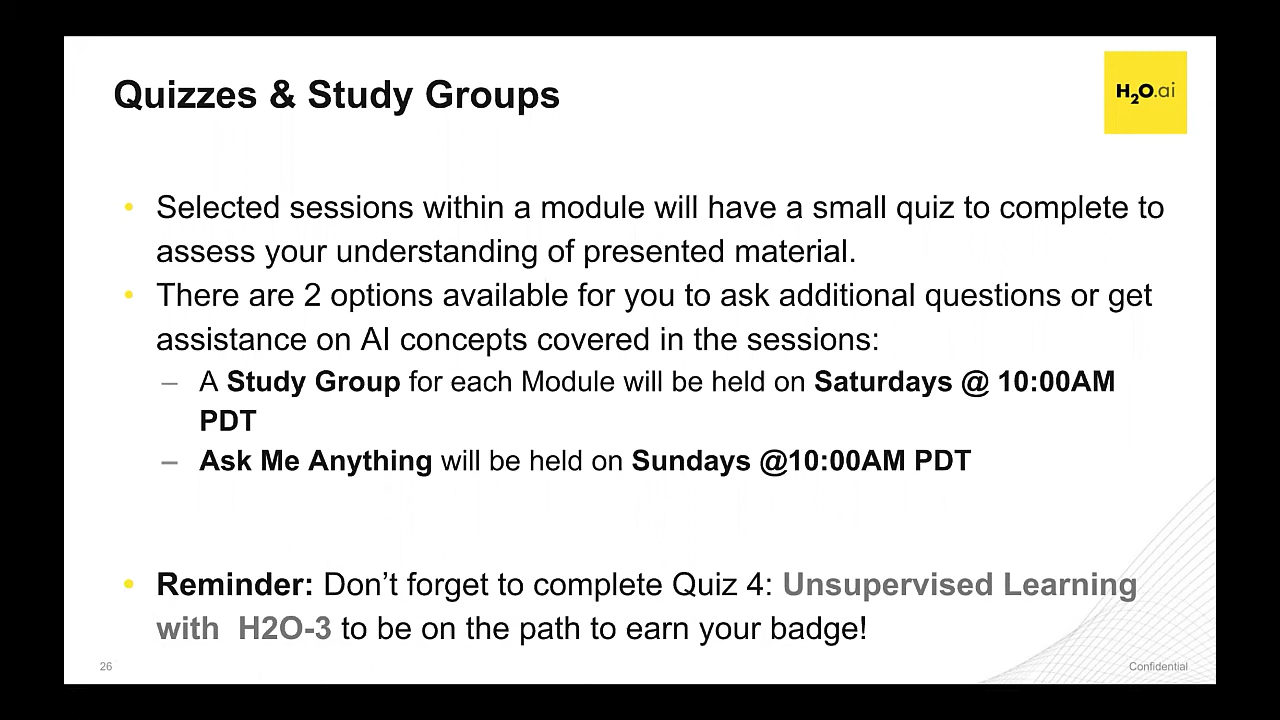 Quizzes & Study Groups
H2O.ai
• Selected sessions within a module will have a small quiz to complete to
assess your understanding of presented material.
• There are 2 options available for you to ask additional questions or get
assistance on AI concepts covered in the sessions:
– A Study Group for each Module will be held on Saturdays @ 10:00AM
PDT
– Ask Me Anything will be held on Sundays @10:00AM PDT
• Reminder: Don’t forget to complete Quiz 4: Unsupervised Learning
with  H2O-3 to be on the path to earn your badge!
26
Confidential